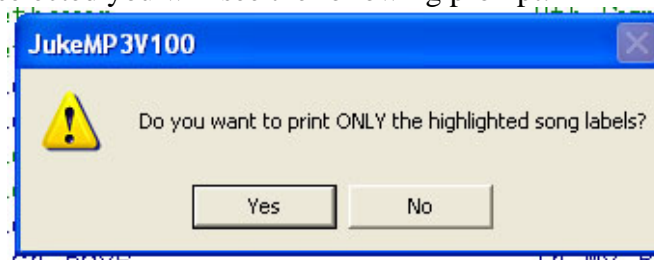 JukeMP3V100
Do you want to print ONLY the highlighted song labels?
Yes
No